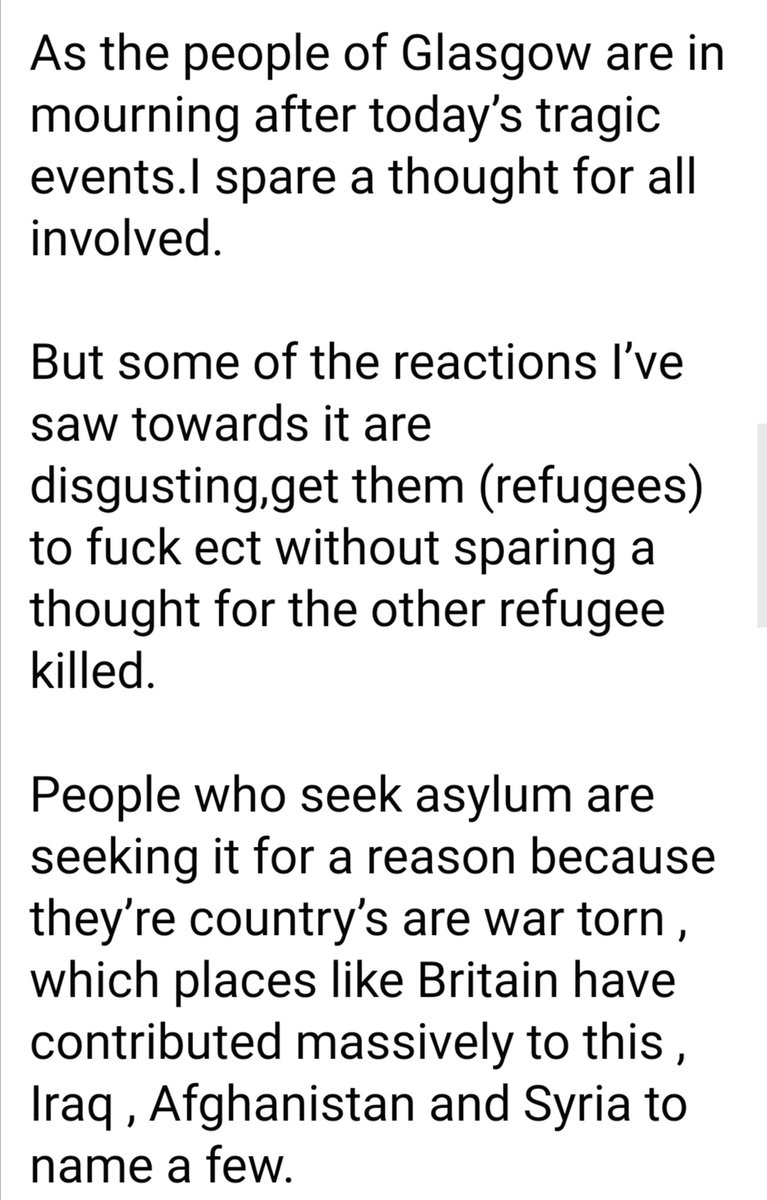 As the people of Glasgow are in
mourning after today’s tragic
events.I spare a thought for all
involved.
But some of the reactions I’ve
saw towards it are
disgusting,get them (refugees)
to fuck ect without sparing a
thought for the other refugee
killed.
People who seek asylum are
seeking it for a reason because
they’re country’s are war torn ,
which places like Britain have
contributed massively to this ,
Iraq , Afghanistan and Syria to
name a few.